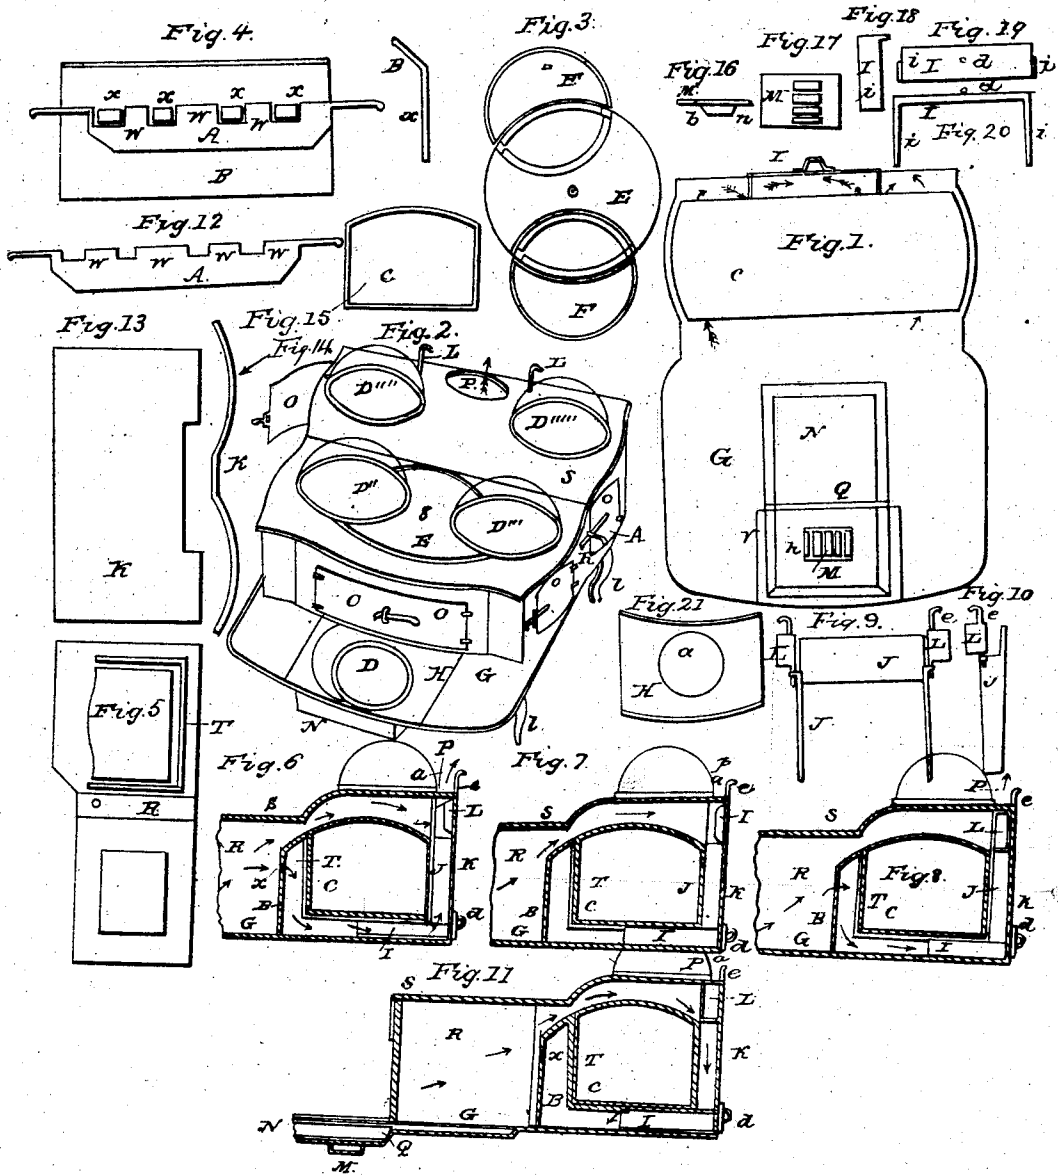 Fig. 4.
Fig. 3.
Fig. 18
Fig. 19
Fig. 17
Fig. 16
Fig. 20
B
x
x x x x
w w w
A
B
E'
E
F
M
M
b n
I
i
i I d i
d
I
i i
I
Fig. 12
w w w w
A.
C
Fig. 1.
C
Fig. 13
Fig. 15
Fig. 14
Fig. 2.
L
L
O
D''''
P.
D'''''
K
K
S
D''
8
E
D'''
O
R
A
l
O O
D
H
G
N
l
G
N
Q
r
h
M
Fig. 21
a
H
Fig. 9.
Fig. 10
e e
L J L L
J J
Fig. 5
T
R
Fig. 6
Fig. 7
a P
e
8
L
R
T
x C
J K
B
G
d
I
p
a e
S
I
R
T J
C
B
K
G
I
d
P e
S
L
R
Fig. 8.
T
C
J
K
B
G
I
d
Fig. 11
P
a
e
S
L
R
x
T
C
K
B
G
I
d
N
Q
M.